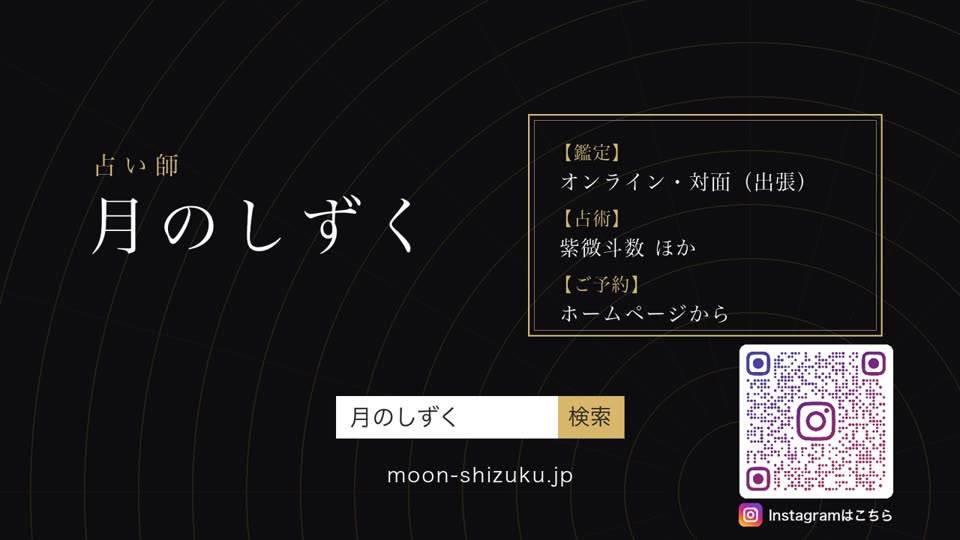 占い師
月のしずく
【鑑定】
オンライン・対面（出張）
【占術】
紫微斗数 ほか
【ご予約】
ホームページから
月のしずく 検索
moon-shizuku.jp
Instagramはこちら